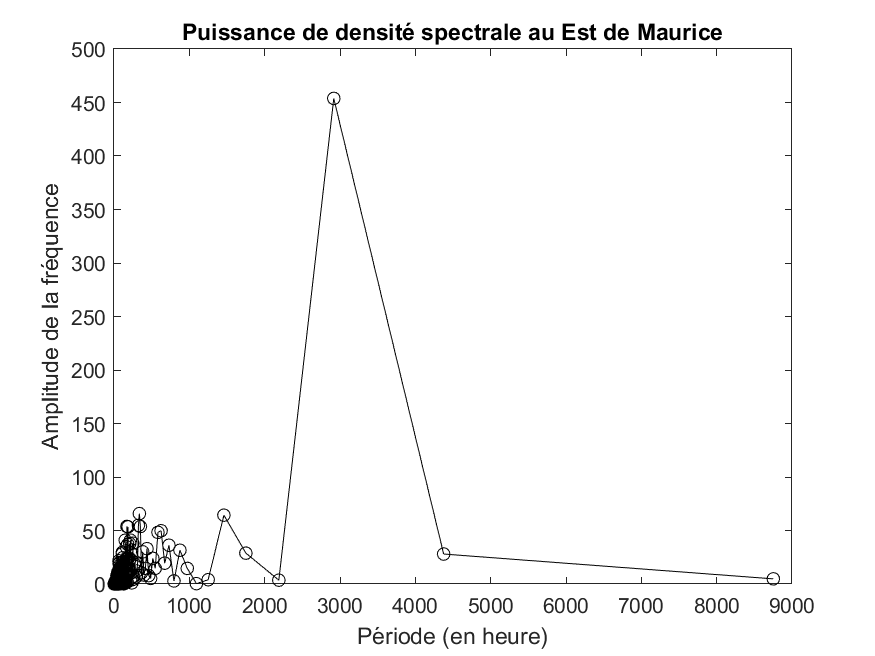 Puissance de densité spectrale au Est de Maurice
500
450
400
350
300
250
200
150
100
50
0
0 1000 2000 3000 4000 5000 6000 7000 8000 9000
Amplitude de la fréquence
Période (en heure)